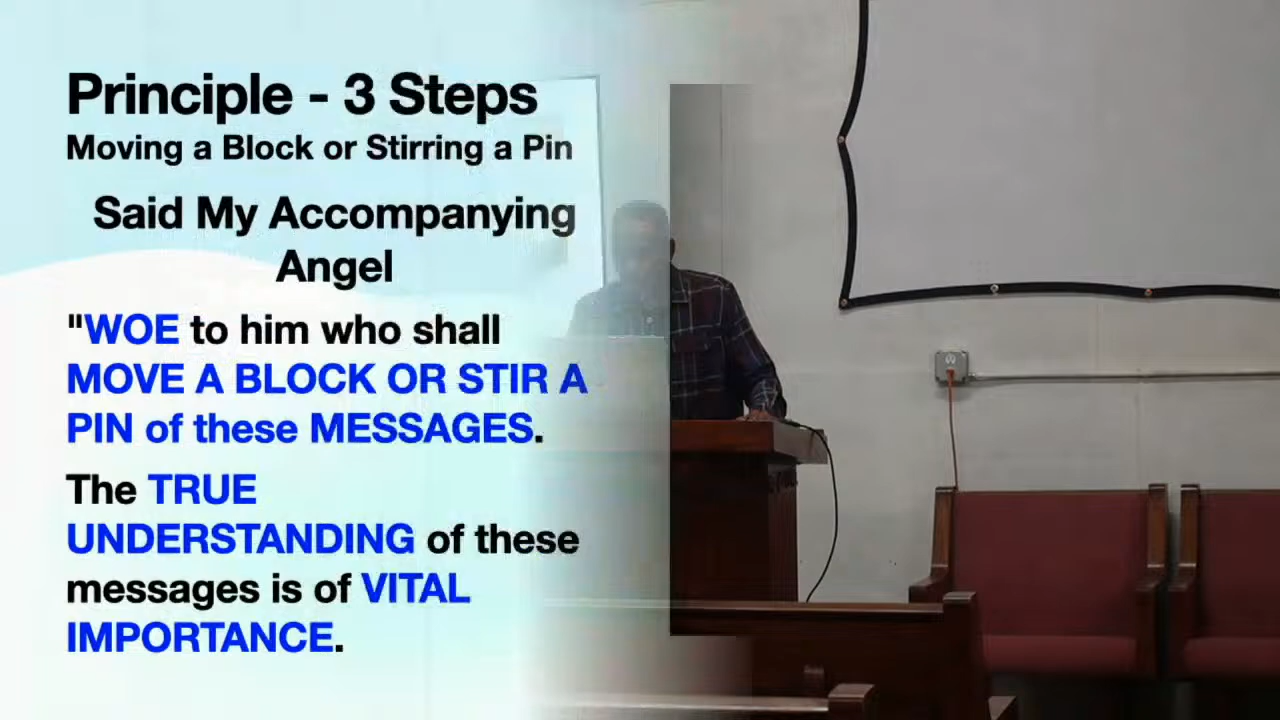 Principle - 3 Steps
Moving a Block or Stirring a Pin
Said My Accompanying
Angel
"WOE to him who shall
MOVE A BLOCK OR STIR A
PIN of these MESSAGES.
The TRUE
UNDERSTANDING of these
messages is of VITAL
IMPORTANCE.